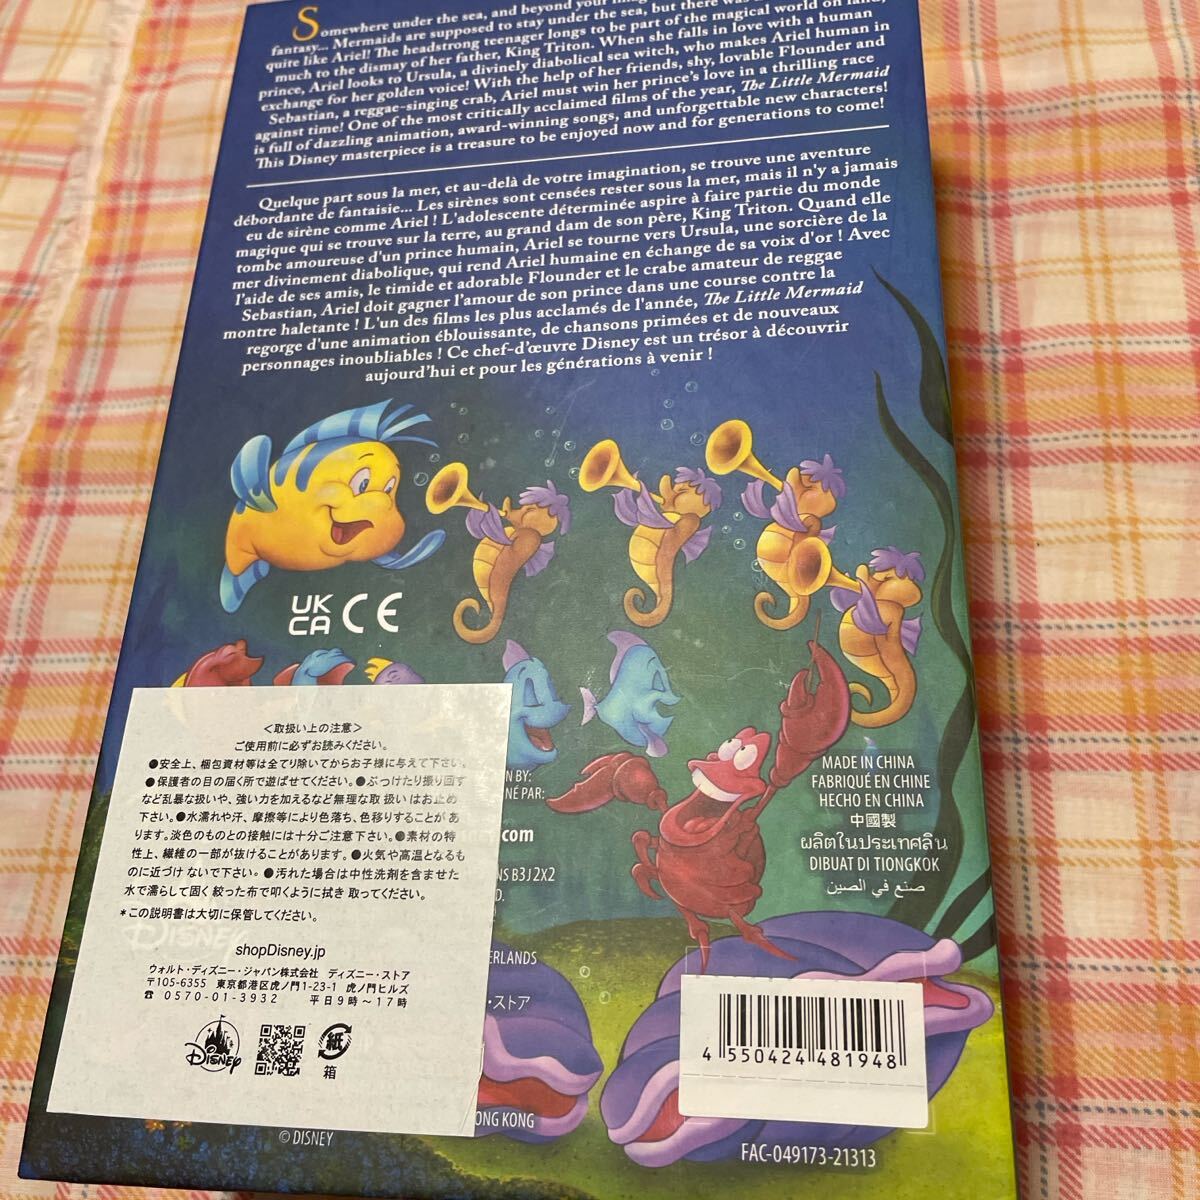 Somewhere under the sea, and beyond your
fantasy... Mermaids are supposed to stay under the sea, but there was
quite like Ariel! The headstrong teenager longs to be part of the magical world on land,
much to the dismay of her father, King Triton. When she falls in love with a human
prince, Ariel looks to Ursula, a divinely diabolical sea witch, who makes Ariel human in
exchange for her golden voice! With the help of her friends, shy, lovable Flounder and
Sebastian, a reggae-singing crab, Ariel must win her prince's love in a thrilling race
against time! One of the most critically acclaimed films of the year, The Little Mermaid
is full of dazzling animation, award-winning songs, and unforgettable new characters!
This Disney masterpiece is a treasure to be enjoyed now and for generations to come!
Quelque part sous la mer, et au-delà de votre imagination, se trouve une aventure
débordante de fantaisie... Les sirènes sont censées rester sous la mer, mais il n'y a jamais
eu de sirène comme Ariel ! L'adolescente déterminée aspire à faire partie du monde
magique qui se trouve sur la terre, au grand dam de son père, King Triton. Quand elle
tombe amoureuse d'un prince humain, Ariel se tourne vers Ursula, une sorcière de la
mer divinement diabolique, qui rend Ariel humaine en échange de sa voix d'or ! Avec
l'aide de ses amis, le timide et adorable Flounder et le crabe amateur de reggae
Sebastian, Ariel doit gagner l'amour de son prince dans une course contre la
montre haletante ! L'un des films les plus acclamés de l'année, The Little Mermaid
regorge d'une animation éblouissante, de chansons primées et de nouveaux
personnages inoubliables ! Ce chef-d'œuvre Disney est un trésor à découvrir
aujourd'hui et pour les générations à venir !
UK
CA CE
<取扱い上の注意>
ご使用前に必ずお読みください。
●安全上、梱包資材等は全てり除いてからお子様に与えて下さい。
●保護者の目の届く所で遊ばせてください。●ぶつけたり振り回す
など乱暴な扱いや、強い力を加えるなど無理な取 扱い はお止め
下さい。●水濡れや汗、摩擦等により色落ち、色移りすることがあ
ります。淡色のものとの接触には十分ご注意下さい。●素材の特
性上、繊維の一部が抜けることがあります。●火気や高温となるも
のに近づけ ないで下さい。●汚れた場合は中性洗剤を含ませた
水で濡らして固く絞った布で叩くように拭き 取ってください。
*この説明書は大切に保管してください。
shopDisney.jp
ウォルト・ディズニー・ジャパン株式会社 ディズニー・ストア
〒105-6355 東京都港区虎ノ門1-23-1 虎ノ門ヒルズ
☎ 0570-01-3932 平日9時〜17時
Disney
紙
箱
© DISNEY
N BY:
NÉ PAR:
ney.com
NS B3J 2X2
D.
ERLANDS
・ストア
ONG KONG
MADE IN CHINA
FABRIQUÉ EN CHINE
HECHO EN CHINA
中國製
ผลิตในประเทศจีน
DIBUAT DI TIONGKOK
صنع في الصين
4 550424 481948
FAC-049173-21313